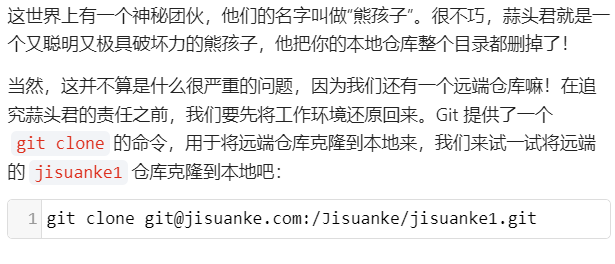 这世界上有一个神秘团伙，他们的名字叫做“熊孩子”。很不巧，蒜头君就是一
个又聪明又极具破坏力的熊孩子，他把你的本地仓库整个目录都删掉了！
当然，这并不算是什么很严重的问题，因为我们还有一个远端仓库嘛！在追
究蒜头君的责任之前，我们要先将工作环境还原回来。Git 提供了一个
git clone 的命令，用于将远端仓库克隆到本地来，我们来试一试将远端
的 jisuanke1 仓库克隆到本地吧：
1 git clone git@jisuanke.com:/Jisuanke/jisuanke1.git